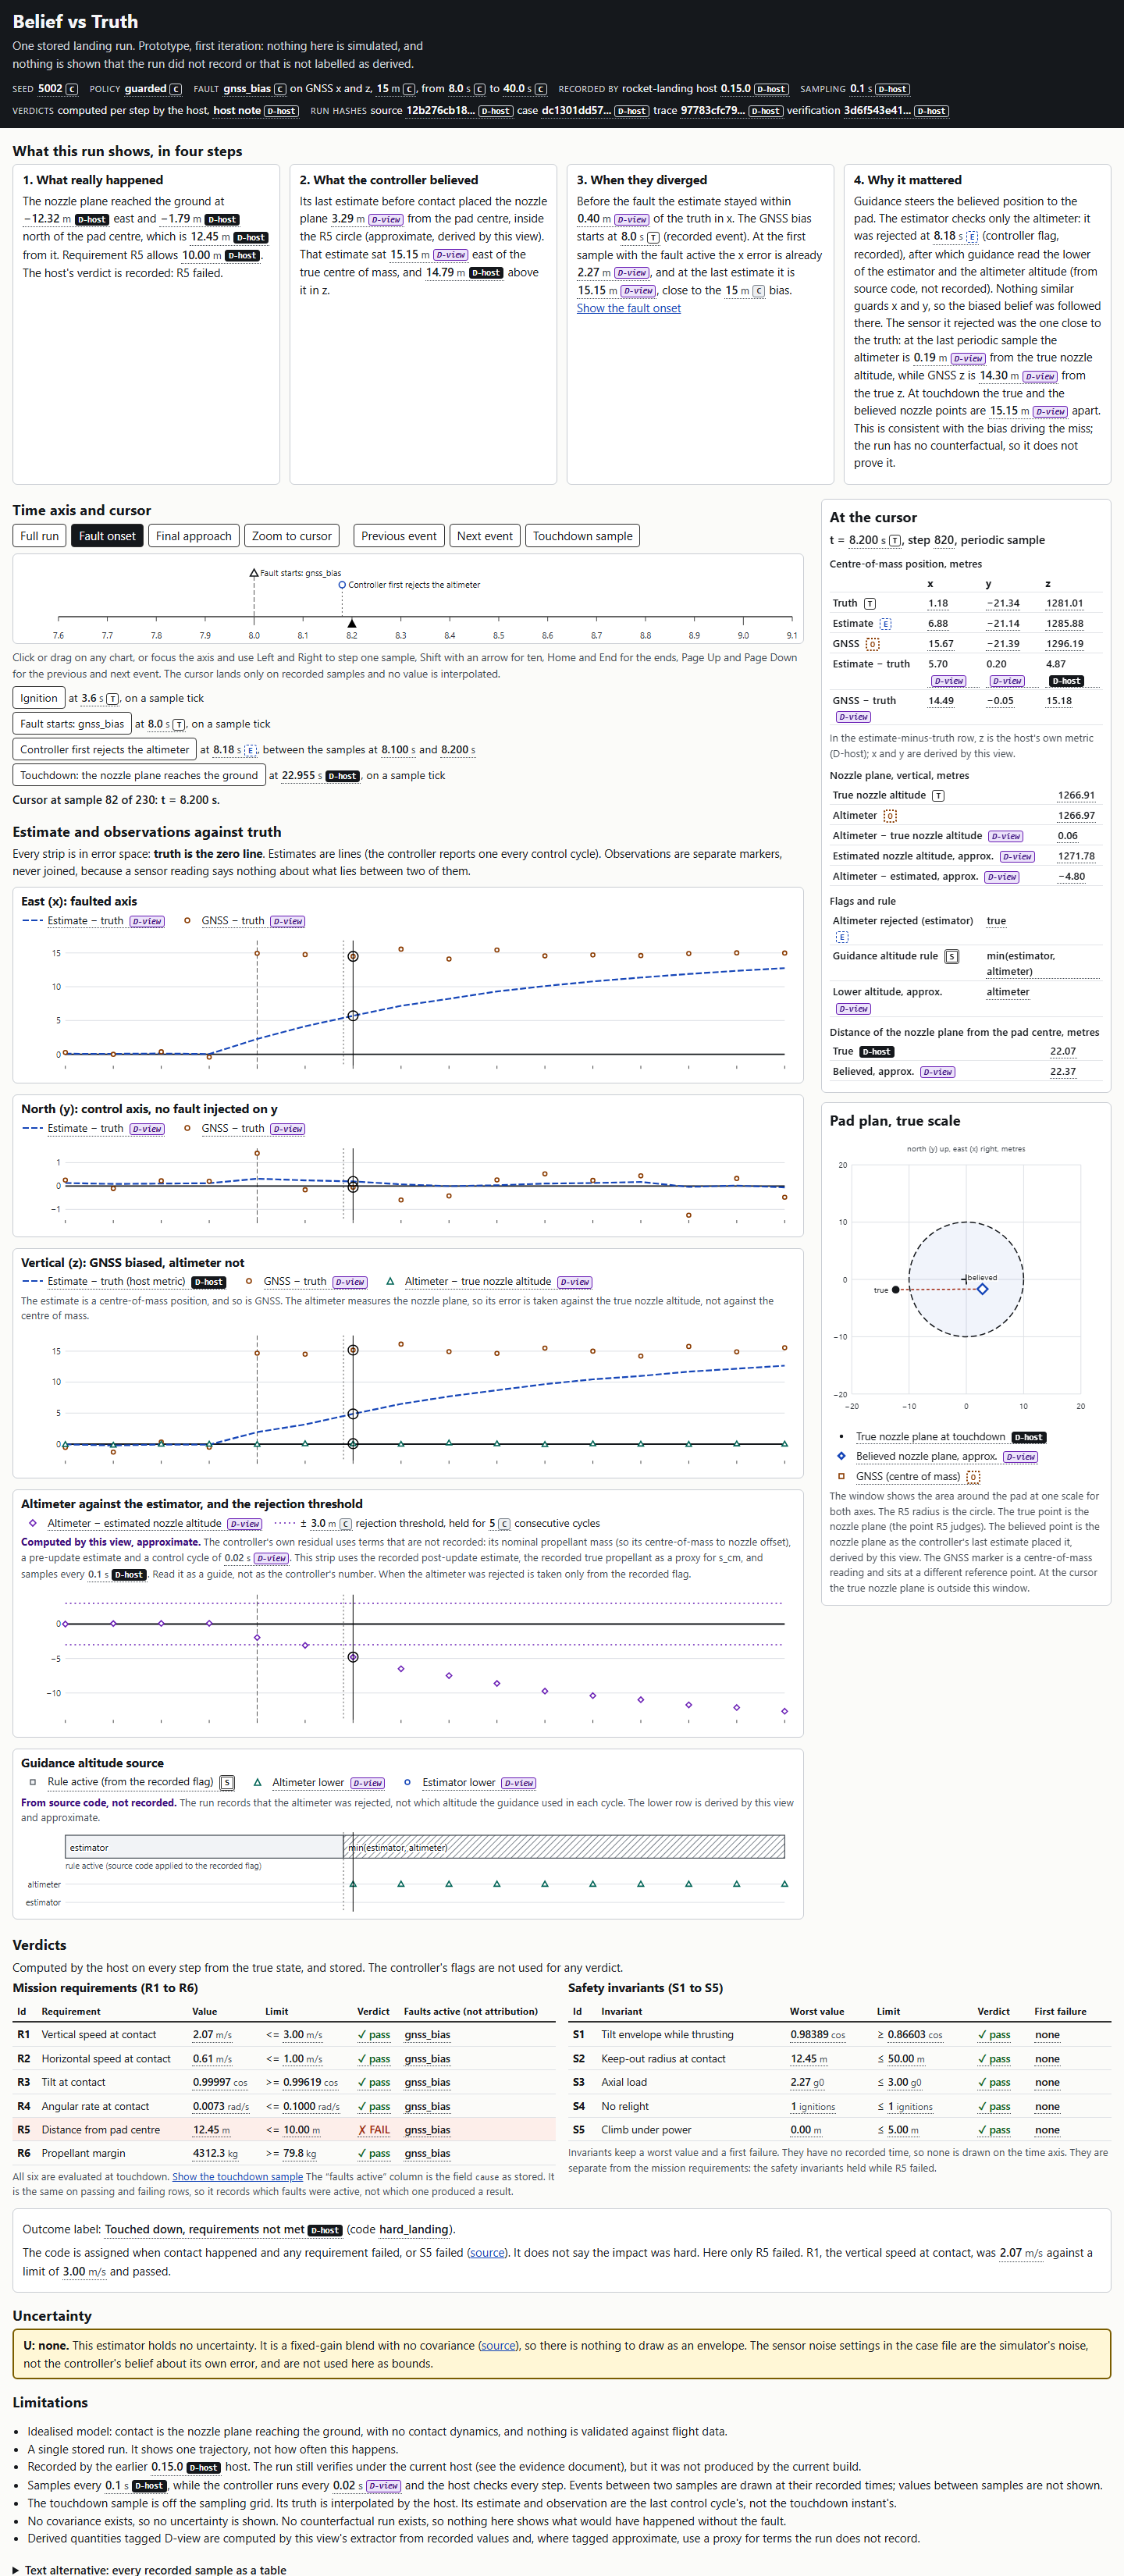 Belief vs Truth
One stored landing run. Prototype, first iteration: nothing here is simulated, and
nothing is shown that the run did not record or that is not labelled as derived.
SEED 5002 C POLICY guarded C FAULT gnss_bias C on GNSS x and z, 15 m C, from 8.0 s C to 40.0 s C RECORDED BY rocket-landing host 0.15.0 D-host SAMPLING 0.1 s D-host
VERDICTS computed per step by the host, host note D-host RUN HASHES source 12b276cb18... D-host case dc1301dd57... D-host trace 97783cfc79... D-host verification 3d6f543e41... D-host
What this run shows, in four steps
1. What really happened
The nozzle plane reached the ground at
−12.32 m D-host east and −1.79 m D-host
north of the pad centre, which is 12.45 m D-host
from it. Requirement R5 allows 10.00 m D-host.
The host's verdict is recorded: R5 failed.
2. What the controller believed
Its last estimate before contact placed the nozzle
plane 3.29 m D-view from the pad centre, inside
the R5 circle (approximate, derived by this view).
That estimate sat 15.15 m D-view east of the
true centre of mass, and 14.79 m D-host above
it in z.
3. When they diverged
Before the fault the estimate stayed within
0.40 m D-view of the truth in x. The GNSS bias
starts at 8.0 s T (recorded event). At the first
sample with the fault active the x error is already
2.27 m D-view, and at the last estimate it is
15.15 m D-view, close to the 15 m C bias.
Show the fault onset
4. Why it mattered
Guidance steers the believed position to the
pad. The estimator checks only the altimeter: it
was rejected at 8.18 s E (controller flag,
recorded), after which guidance read the lower
of the estimator and the altimeter altitude (from
source code, not recorded). Nothing similar
guards x and y, so the biased belief was followed
there. The sensor it rejected was the one close to
the truth: at the last periodic sample the
altimeter is 0.19 m D-view from the true nozzle
altitude, while GNSS z is 14.30 m D-view from
the true z. At touchdown the true and the
believed nozzle points are 15.15 m D-view apart.
This is consistent with the bias driving the miss;
the run has no counterfactual, so it does not
prove it.
Time axis and cursor
Full run Fault onset Final approach Zoom to cursor Previous event Next event Touchdown sample
Fault starts: gnss_bias
Controller first rejects the altimeter
7.6 7.7 7.8 7.9 8.0 8.1 8.2 8.3 8.4 8.5 8.6 8.7 8.8 8.9 9.0 9.1
Click or drag on any chart, or focus the axis and use Left and Right to step one sample, Shift with an arrow for ten, Home and End for the ends, Page Up and Page Down
for the previous and next event. The cursor lands only on recorded samples and no value is interpolated.
Ignition at 3.6 s T, on a sample tick
Fault starts: gnss_bias at 8.0 s T, on a sample tick
Controller first rejects the altimeter at 8.18 s E, between the samples at 8.100 s and 8.200 s
Touchdown: the nozzle plane reaches the ground at 22.955 s D-host, on a sample tick
Cursor at sample 82 of 230: t = 8.200 s.
Estimate and observations against truth
Every strip is in error space: truth is the zero line. Estimates are lines (the controller reports one every control cycle). Observations are separate markers,
never joined, because a sensor reading says nothing about what lies between two of them.
East (x): faulted axis
Estimate − truth D-view GNSS − truth D-view
15
10
5
0
North (y): control axis, no fault injected on y
Estimate − truth D-view GNSS − truth D-view
1
0
−1
Vertical (z): GNSS biased, altimeter not
Estimate − truth (host metric) D-host GNSS − truth D-view Altimeter − true nozzle altitude D-view
The estimate is a centre-of-mass position, and so is GNSS. The altimeter measures the nozzle plane, so its error is taken against the true nozzle altitude, not against the
centre of mass.
15
10
5
0
Altimeter against the estimator, and the rejection threshold
Altimeter − estimated nozzle altitude D-view ± 3.0 m C rejection threshold, held for 5 C consecutive cycles
Computed by this view, approximate. The controller's own residual uses terms that are not recorded: its nominal propellant mass (so its centre-of-mass to nozzle offset),
a pre-update estimate and a control cycle of 0.02 s D-view. This strip uses the recorded post-update estimate, the recorded true propellant as a proxy for s_cm, and
samples every 0.1 s D-host. Read it as a guide, not as the controller's number. When the altimeter was rejected is taken only from the recorded flag.
0
−5
−10
Guidance altitude source
Rule active (from the recorded flag) S Altimeter lower D-view Estimator lower D-view
From source code, not recorded. The run records that the altimeter was rejected, not which altitude the guidance used in each cycle. The lower row is derived by this view
and approximate.
estimator min(estimator, altimeter)
rule active (source code applied to the recorded flag)
altimeter
estimator
At the cursor
t = 8.200 s T, step 820, periodic sample
Centre-of-mass position, metres
x y z
Truth T 1.18 −21.34 1281.01
Estimate E 6.88 −21.14 1285.88
GNSS O 15.67 −21.39 1296.19
Estimate − truth 5.70 D-view 0.20 D-view 4.87 D-host
GNSS − truth D-view 14.49 −0.05 15.18
In the estimate-minus-truth row, z is the host's own metric
(D-host); x and y are derived by this view.
Nozzle plane, vertical, metres
True nozzle altitude T 1266.91
Altimeter O 1266.97
Altimeter − true nozzle altitude D-view 0.06
Estimated nozzle altitude, approx. D-view 1271.78
Altimeter − estimated, approx. D-view −4.80
Flags and rule
Altimeter rejected (estimator) E true
Guidance altitude rule S min(estimator, altimeter)
Lower altitude, approx. D-view altimeter
Distance of the nozzle plane from the pad centre, metres
True D-host 22.07
Believed, approx. D-view 22.37
Pad plan, true scale
north (y) up, east (x) right, metres
20
10
0
−10
−20
believed
true
−20 −10 0 10 20
True nozzle plane at touchdown D-host
Believed nozzle plane, approx. D-view
GNSS (centre of mass) O
The window shows the area around the pad at one scale for
both axes. The R5 radius is the circle. The true point is the
nozzle plane (the point R5 judges). The believed point is the
nozzle plane as the controller's last estimate placed it,
derived by this view. The GNSS marker is a centre-of-mass
reading and sits at a different reference point. At the cursor
the true nozzle plane is outside this window.
Verdicts
Computed by the host on every step from the true state, and stored. The controller's flags are not used for any verdict.
Mission requirements (R1 to R6)
Id Requirement Value Limit Verdict Faults active (not attribution)
R1 Vertical speed at contact 2.07 m/s <= 3.00 m/s ✓ pass gnss_bias
R2 Horizontal speed at contact 0.61 m/s <= 1.00 m/s ✓ pass gnss_bias
R3 Tilt at contact 0.99997 cos >= 0.99619 cos ✓ pass gnss_bias
R4 Angular rate at contact 0.0073 rad/s <= 0.1000 rad/s ✓ pass gnss_bias
R5 Distance from pad centre 12.45 m <= 10.00 m ✗ FAIL gnss_bias
R6 Propellant margin 4312.3 kg >= 79.8 kg ✓ pass gnss_bias
All six are evaluated at touchdown. Show the touchdown sample The "faults active" column is the field cause as stored. It
is the same on passing and failing rows, so it records which faults were active, not which one produced a result.
Safety invariants (S1 to S5)
Id Invariant Worst value Limit Verdict First failure
S1 Tilt envelope while thrusting 0.98389 cos ≥ 0.86603 cos ✓ pass none
S2 Keep-out radius at contact 12.45 m ≤ 50.00 m ✓ pass none
S3 Axial load 2.27 g0 ≤ 3.00 g0 ✓ pass none
S4 No relight 1 ignitions ≤ 1 ignitions ✓ pass none
S5 Climb under power 0.00 m ≤ 5.00 m ✓ pass none
Invariants keep a worst value and a first failure. They have no recorded time, so none is drawn on the time axis. They are
separate from the mission requirements: the safety invariants held while R5 failed.
Outcome label: Touched down, requirements not met D-host (code hard_landing).
The code is assigned when contact happened and any requirement failed, or S5 failed (source). It does not say the impact was hard. Here only R5 failed. R1, the vertical speed at contact, was 2.07 m/s against a
limit of 3.00 m/s and passed.
Uncertainty
U: none. This estimator holds no uncertainty. It is a fixed-gain blend with no covariance (source), so there is nothing to draw as an envelope. The sensor noise settings in the case file are the simulator's noise,
not the controller's belief about its own error, and are not used here as bounds.
Limitations
• Idealised model: contact is the nozzle plane reaching the ground, with no contact dynamics, and nothing is validated against flight data.
• A single stored run. It shows one trajectory, not how often this happens.
• Recorded by the earlier 0.15.0 D-host host. The run still verifies under the current host (see the evidence document), but it was not produced by the current build.
• Samples every 0.1 s D-host, while the controller runs every 0.02 s D-view and the host checks every step. Events between two samples are drawn at their recorded times; values between samples are not shown.
• The touchdown sample is off the sampling grid. Its truth is interpolated by the host. Its estimate and observation are the last control cycle's, not the touchdown instant's.
• No covariance exists, so no uncertainty is shown. No counterfactual run exists, so nothing here shows what would have happened without the fault.
• Derived quantities tagged D-view are computed by this view's extractor from recorded values and, where tagged approximate, use a proxy for terms the run does not record.
▶ Text alternative: every recorded sample as a table